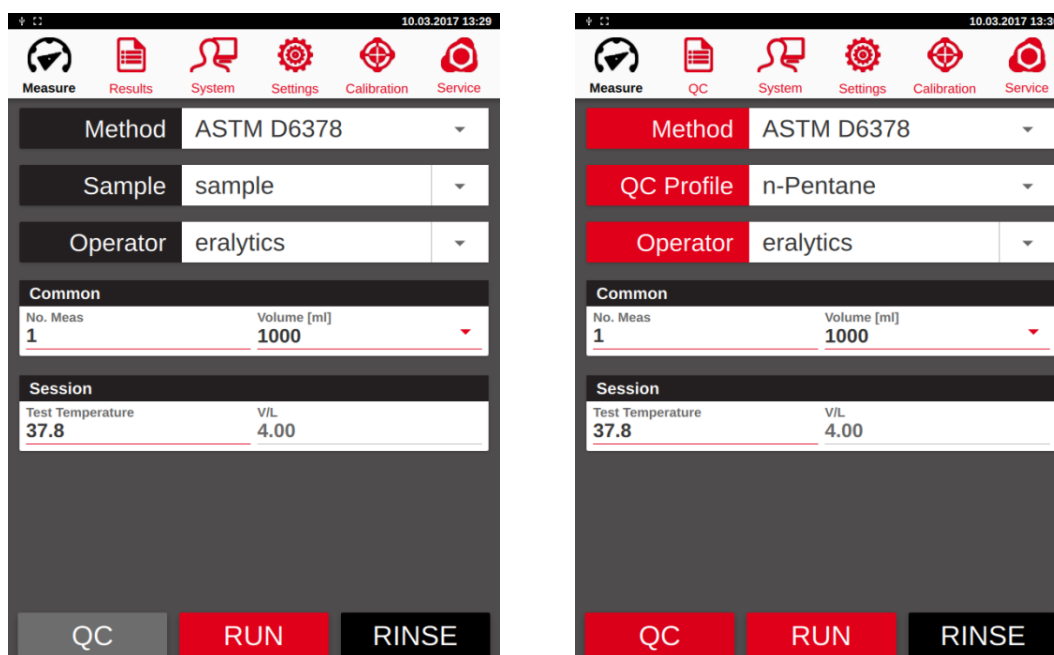 10.03.2017 13:29
Measure Results System Settings Calibration Service
Method ASTM D6378
Sample sample
Operator eralytics
Common
No. Meas Volume [ml]
1 1000
Session
Test Temperature V/L
37.8 4.00
QC RUN RINSE
10.03.2017 13:3
Measure QC System Settings Calibration Service
Method ASTM D6378
QC Profile n-Pentane
Operator eralytics
Common
No. Meas Volume [ml]
1 1000
Session
Test Temperature V/L
37.8 4.00
QC RUN RINSE